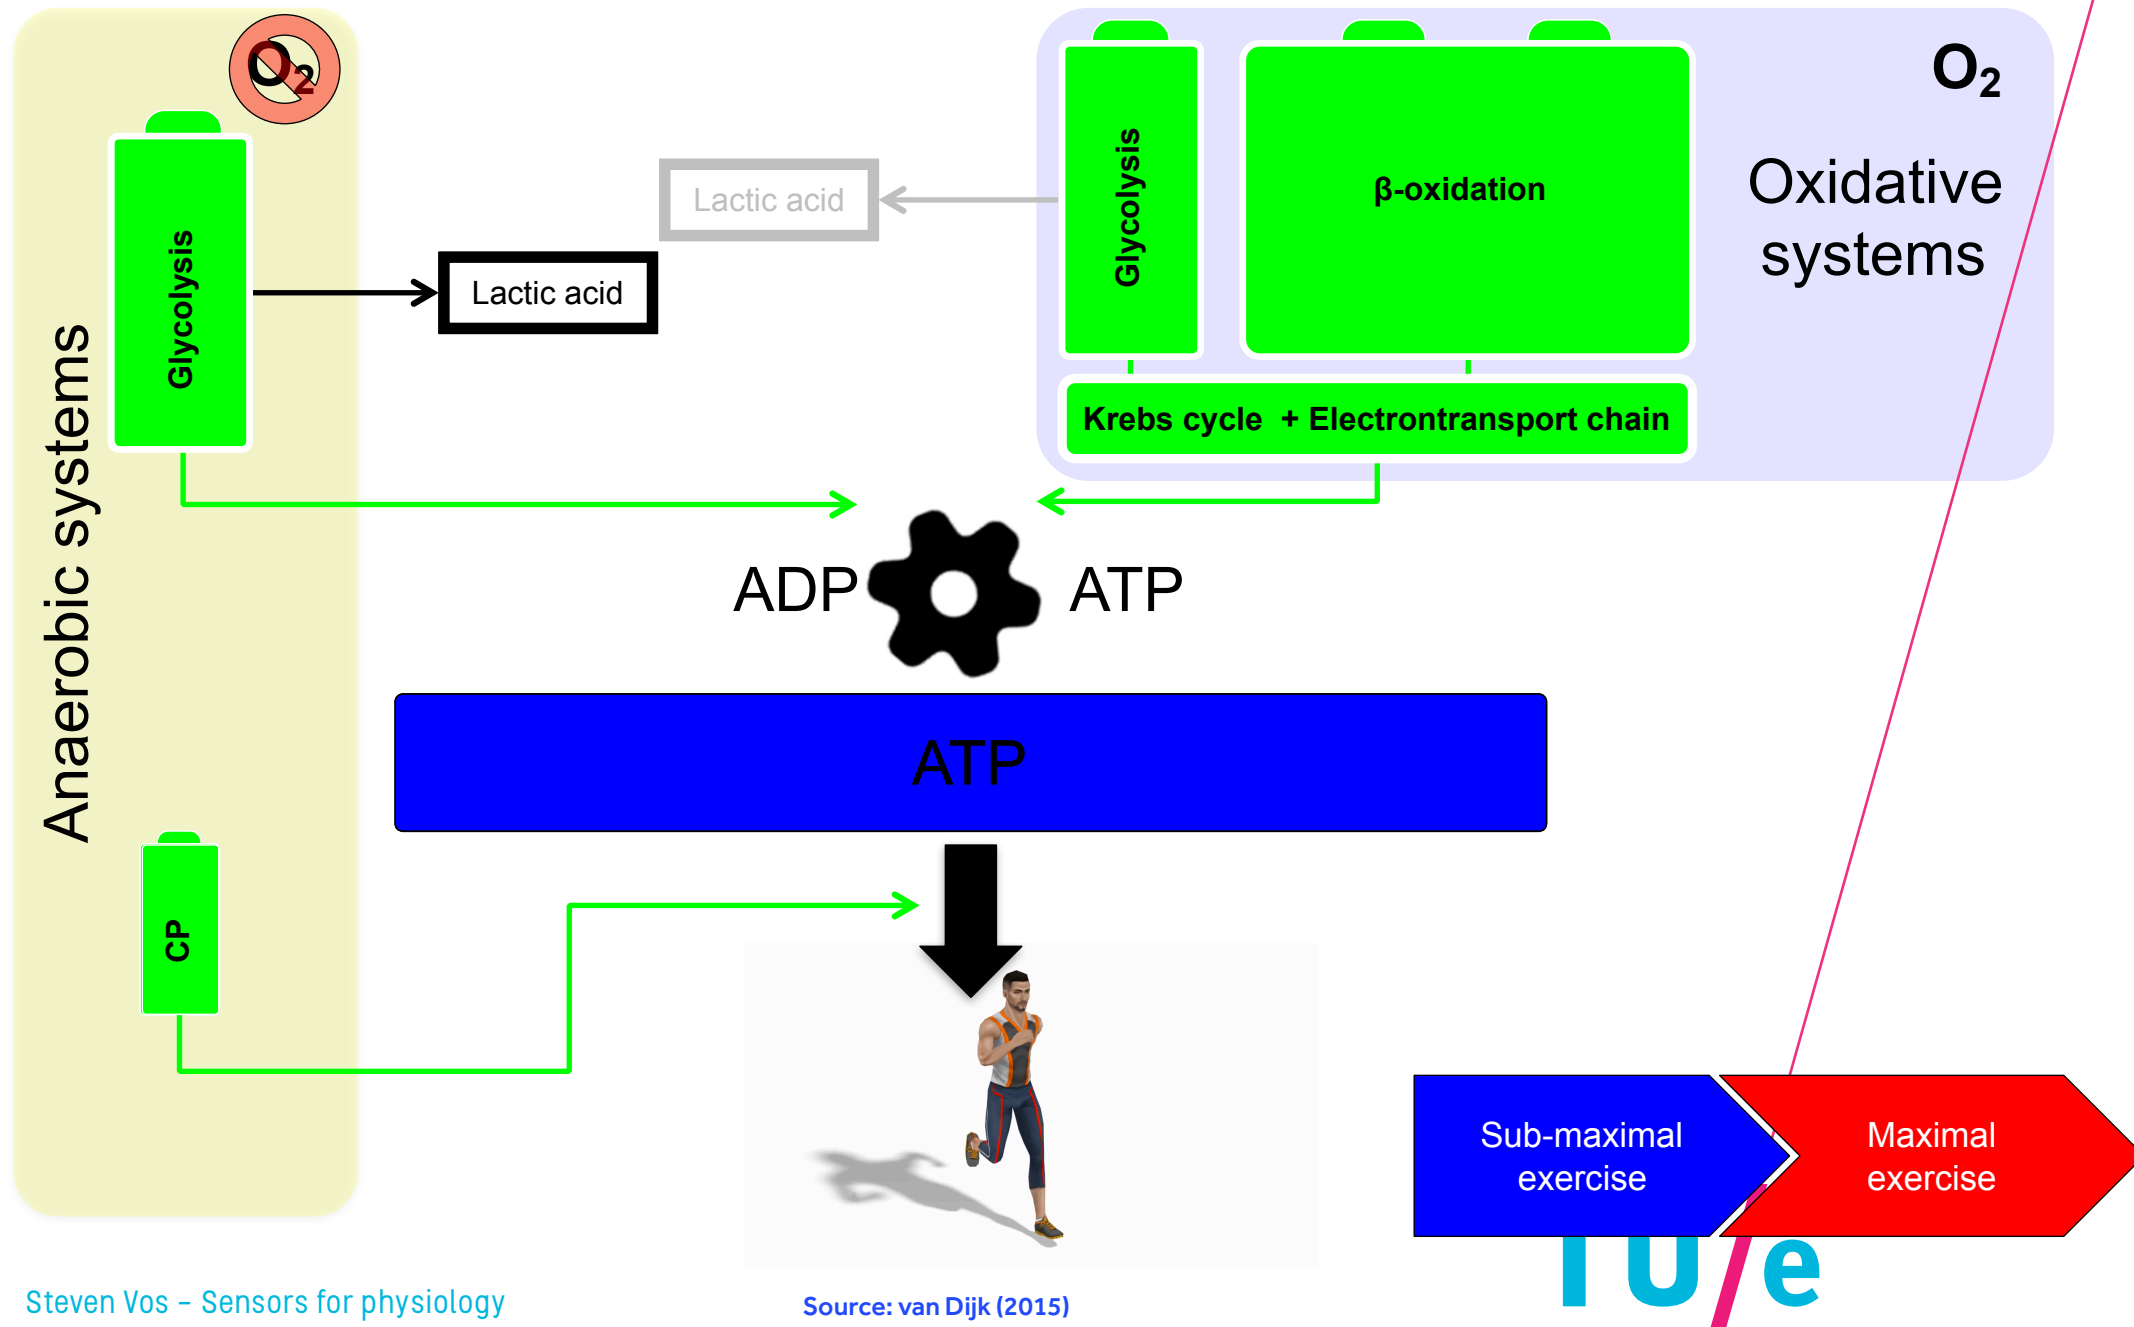 O₂
O₂
Oxidative
systems
Glycolysis
β-oxidation
Lactic acid
Glycolysis
Lactic acid
Anaerobic systems
Krebs cycle + Electrontransport chain
ADP
ATP
ATP
CP
Sub-maximal
exercise
Maximal
exercise
TU/e
Steven Vos – Sensors for physiology
Source: van Dijk (2015)